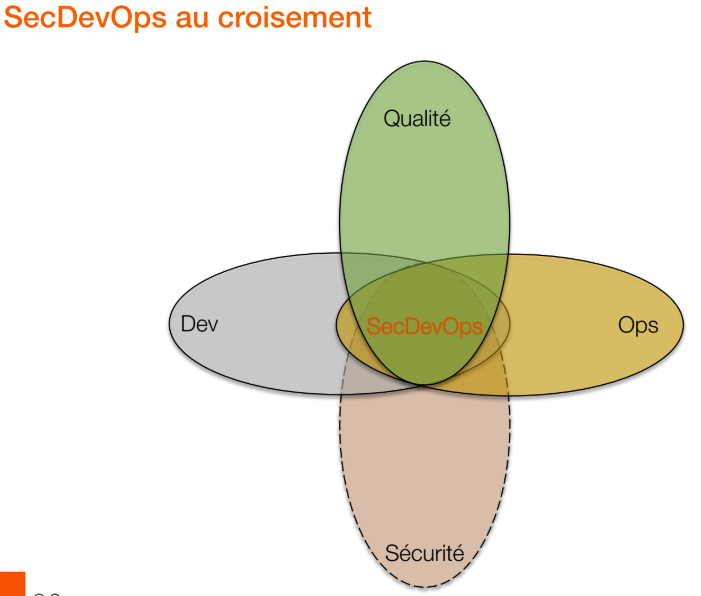 SecDevOps au croisement
Qualité
Dev
SecDevOps
Ops
Sécurité